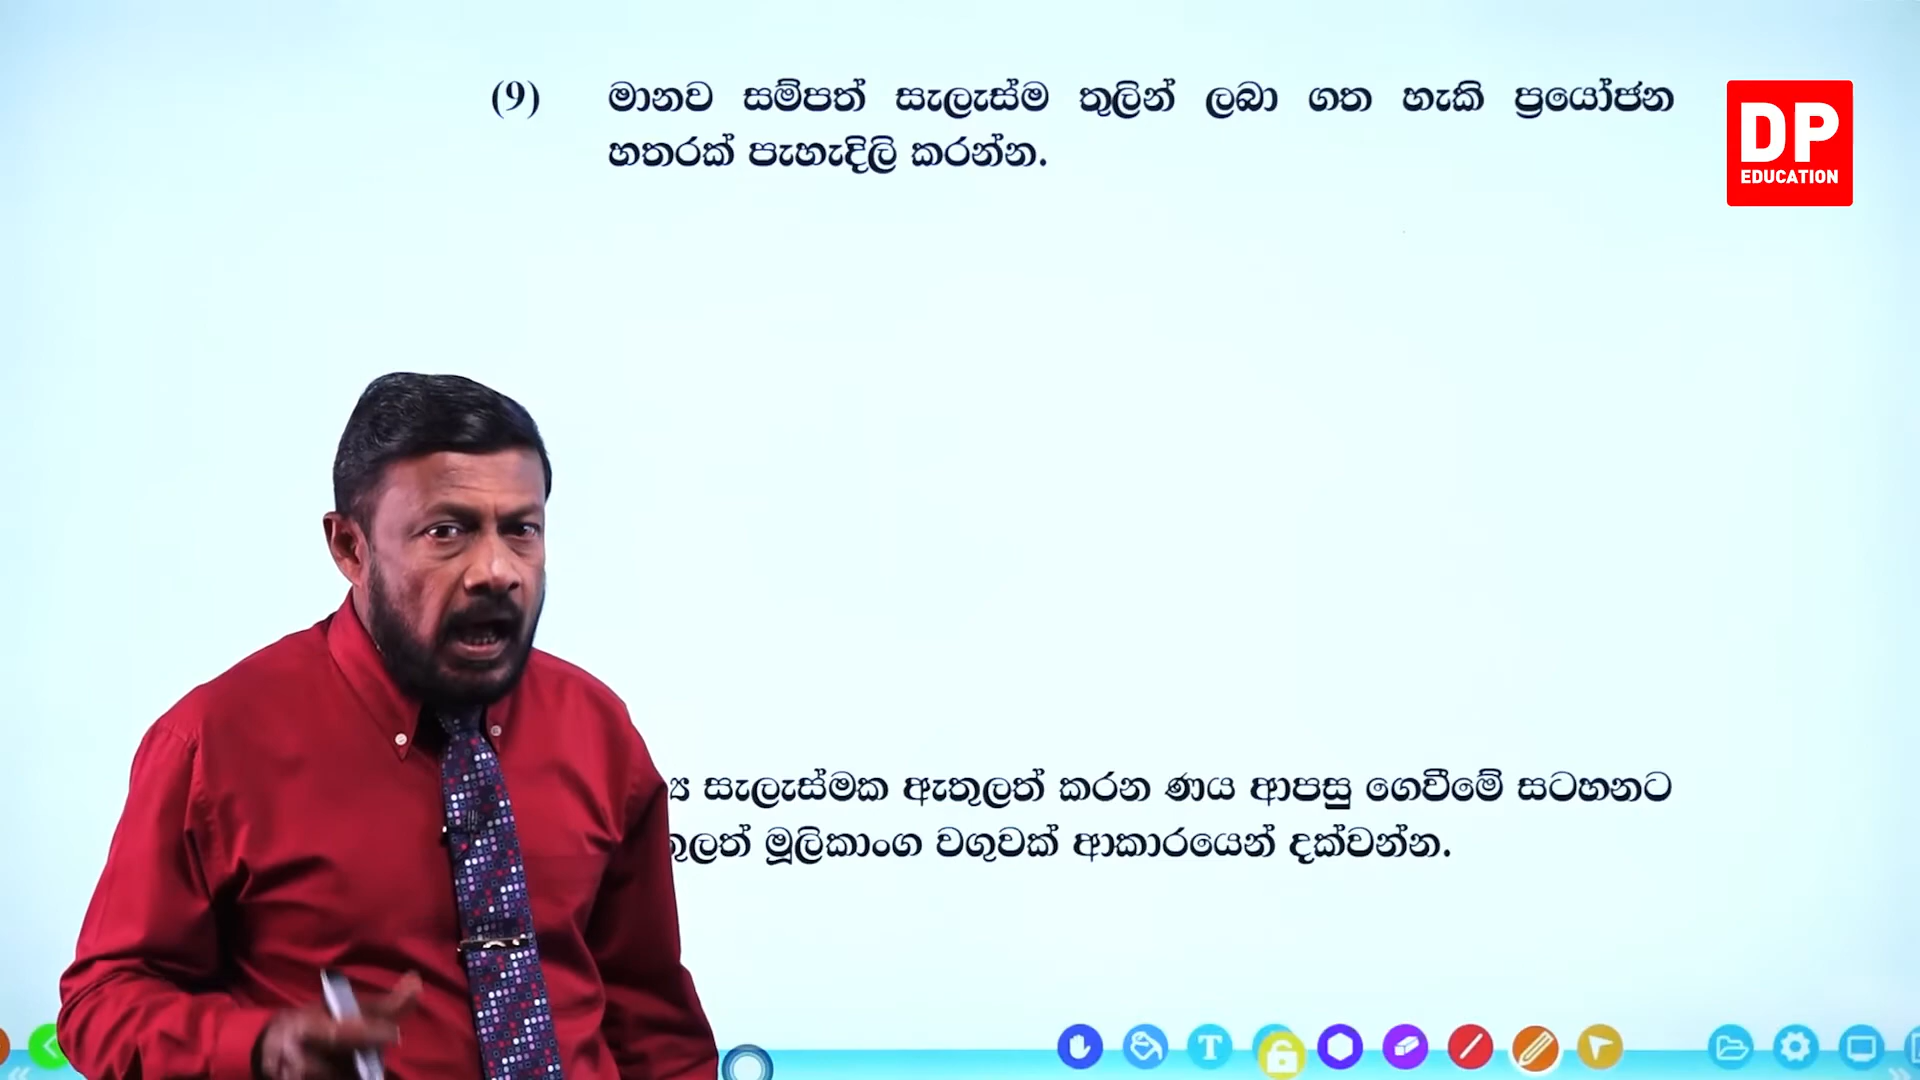 (9) මානව සම්පත් සැලැස්ම තුලින් ලබා ගත හැකි ප්‍රයෝජන
හතරක් පැහැදිලි කරන්න.
DP
EDUCATION
සැලැස්මක ඇතුලත් කරන ණය ආපසු ගෙවීමේ සටහනට
මූලිකාංග වගුවක් ආකාරයෙන් දක්වන්න.
T